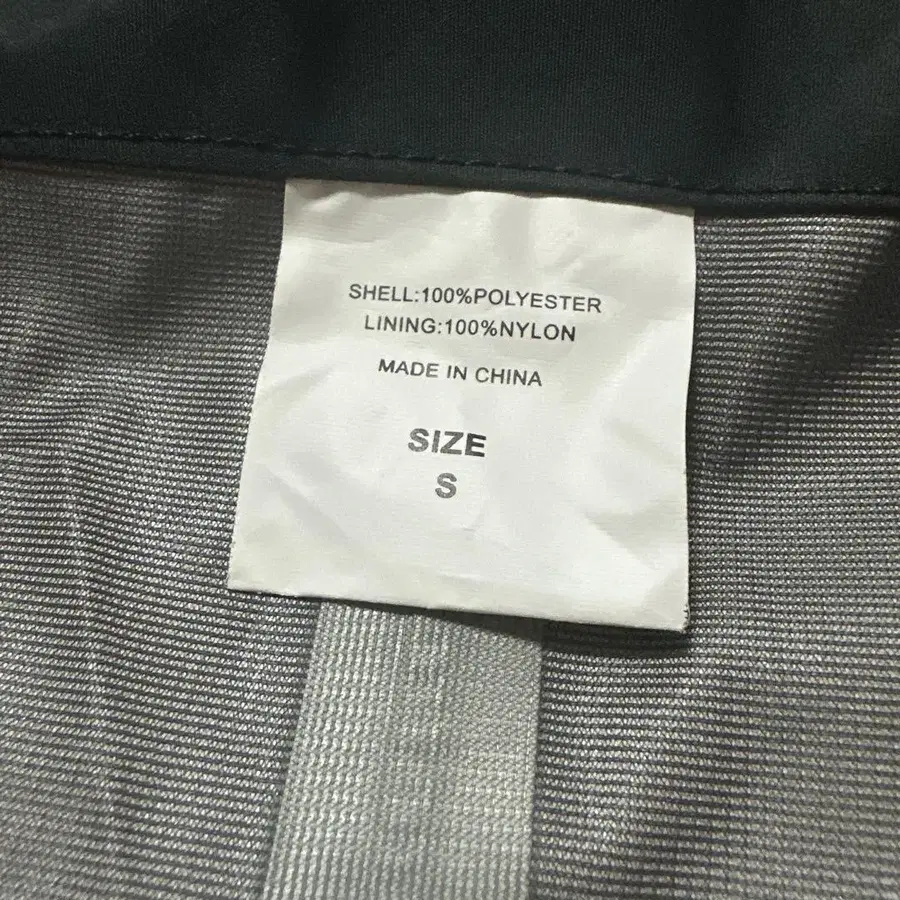 SHELL:100%POLYESTER
LINING:100%NYLON
MADE IN CHINA
SIZE
S